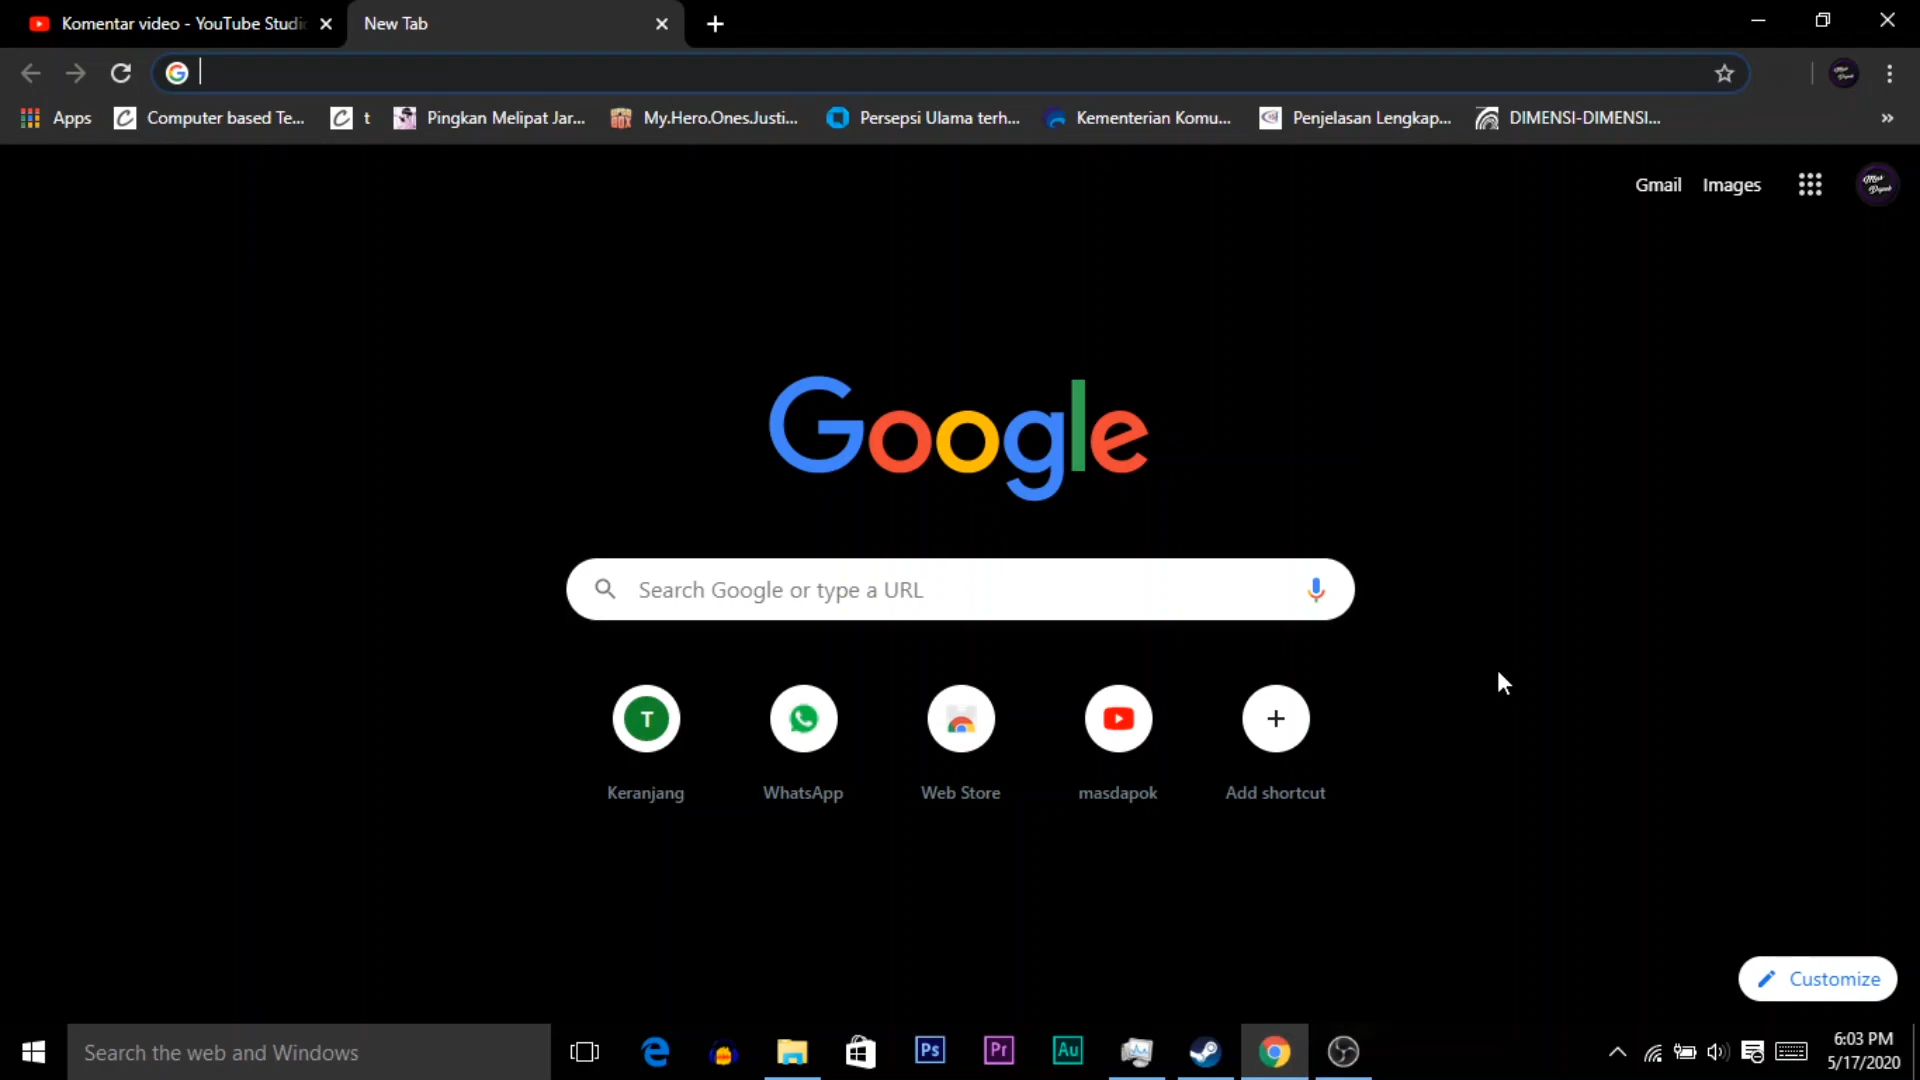 Komentar video - YouTube Studi
New Tab
Apps
Computer based Te...
t
Pingkan Melipat Jar...
My.Hero.Ones.Justi...
Persepsi Ulama terh...
Kementerian Komu...
Penjelasan Lengkap...
DIMENSI-DIMENSI...
»
Gmail
Images
Google
Search Google or type a URL
T
Keranjang
WhatsApp
Web Store
masdapok
Add shortcut
Customize
Search the web and Windows
Ps
Pr
Au
6:03 PM
5/17/2020